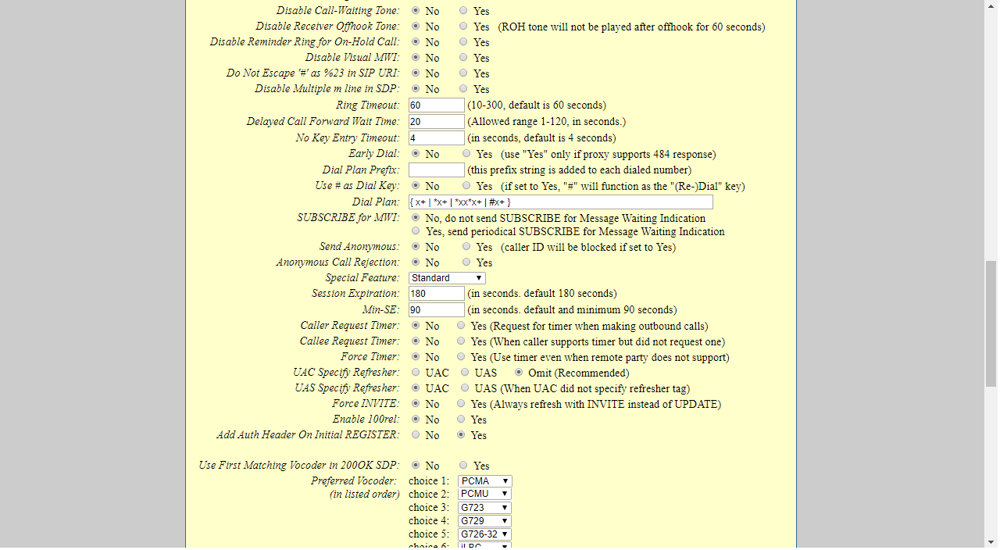 Disable Call-Waiting Tone: No Yes
Disable Receiver Offhook Tone: No Yes (ROH tone will not be played after offhook for 60 seconds)
Disable Reminder Ring for On-Hold Call: No Yes
Disable Visual MWI: No Yes
Do Not Escape '#' as %23 in SIP URI: No Yes
Disable Multiple m line in SDP: No Yes
Ring Timeout: 60 (10-300, default is 60 seconds)
Delayed Call Forward Wait Time: 20 (Allowed range 1-120, in seconds.)
No Key Entry Timeout: 4 (in seconds, default is 4 seconds)
Early Dial: No Yes (use "Yes" only if proxy supports 484 response)
Dial Plan Prefix: (this prefix string is added to each dialed number)
Use # as Dial Key: No Yes (if set to Yes, "#" will function as the "(Re-)Dial" key)
Dial Plan: { x+ | *x+ | *xx*x+ | #x+ }
SUBSCRIBE for MWI: No, do not send SUBSCRIBE for Message Waiting Indication
Yes, send periodical SUBSCRIBE for Message Waiting Indication
Send Anonymous: No Yes (caller ID will be blocked if set to Yes)
Anonymous Call Rejection: No Yes
Special Feature: Standard
Session Expiration: 180 (in seconds. default 180 seconds)
Min-SE: 90 (in seconds. default and minimum 90 seconds)
Caller Request Timer: No Yes (Request for timer when making outbound calls)
Callee Request Timer: No Yes (When caller supports timer but did not request one)
Force Timer: No Yes (Use timer even when remote party does not support)
UAC Specify Refresher: UAC UAS Omit (Recommended)
UAS Specify Refresher: UAC UAS (When UAC did not specify refresher tag)
Force INVITE: No Yes (Always refresh with INVITE instead of UPDATE)
Enable 100rel: No Yes
Add Auth Header On Initial REGISTER: No Yes
Use First Matching Vocoder in 200OK SDP: No Yes
Preferred Vocoder: choice 1: PCMA
(in listed order) choice 2: PCMU
choice 3: G723
choice 4: G729
choice 5: G726-32
choice 6: iLBC